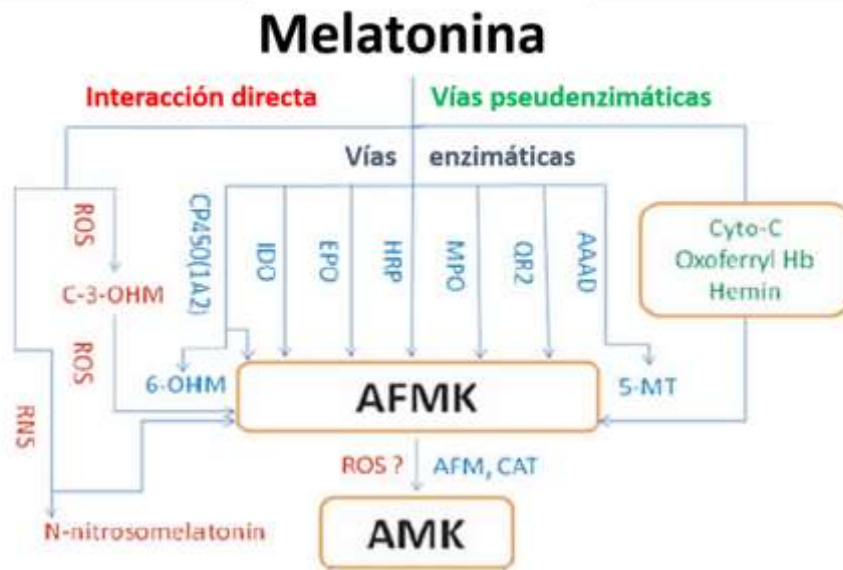 Melatonina
Interacción directa
Vías pseudenzimáticas
Vías enzimáticas
ROS
C-3-OHM
ROS
RNS
N-nitrosomelatonin
CP450(1A2)
IDO
EPO
HRP
MPO
QR2
AAAD
6-OHM
5-MT
Cyto-C
Oxoferryl Hb
Hemin
AFMK
ROS ? AFM, CAT
AMK